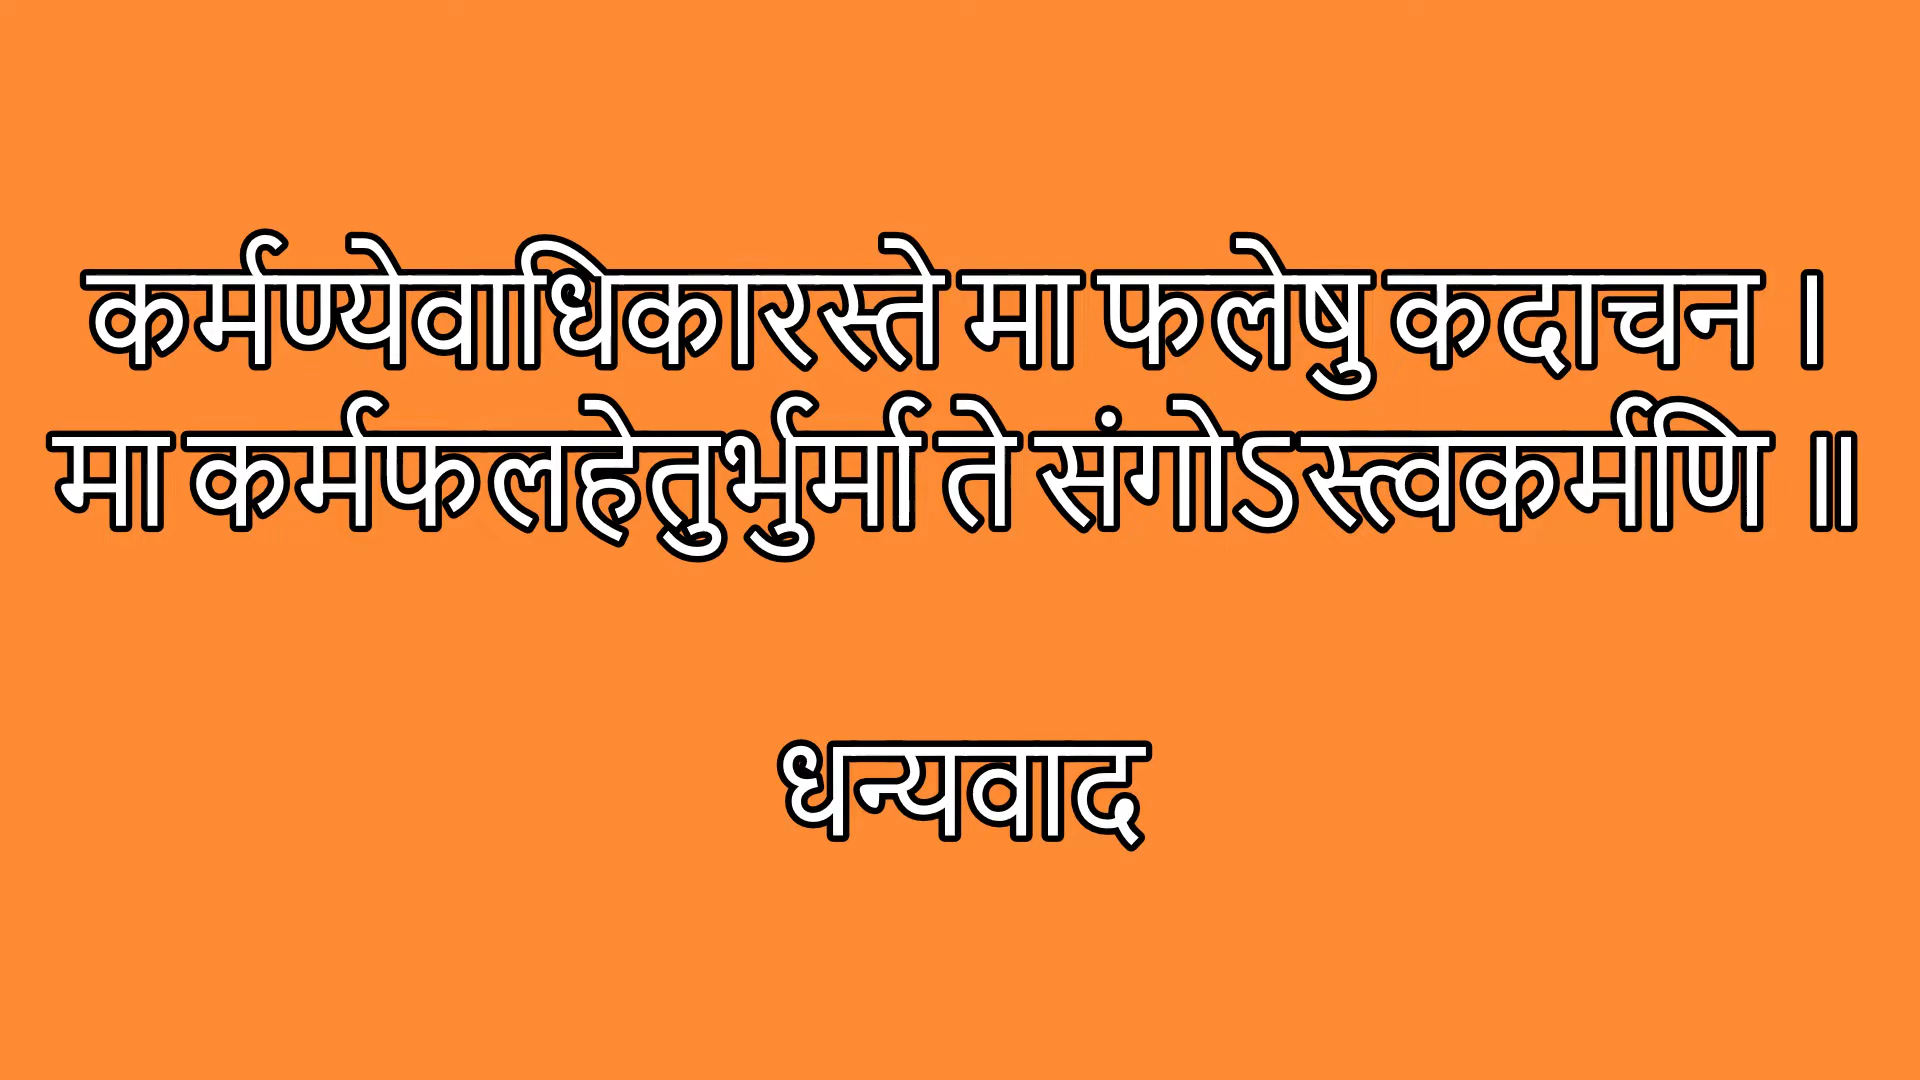 कर्मण्येवाधिकारस्ते मा फलेषु कदाचन ।
मा कर्मफलहेतुर्भुर्मा ते संगोऽस्त्वकर्मणि ॥
धन्यवाद